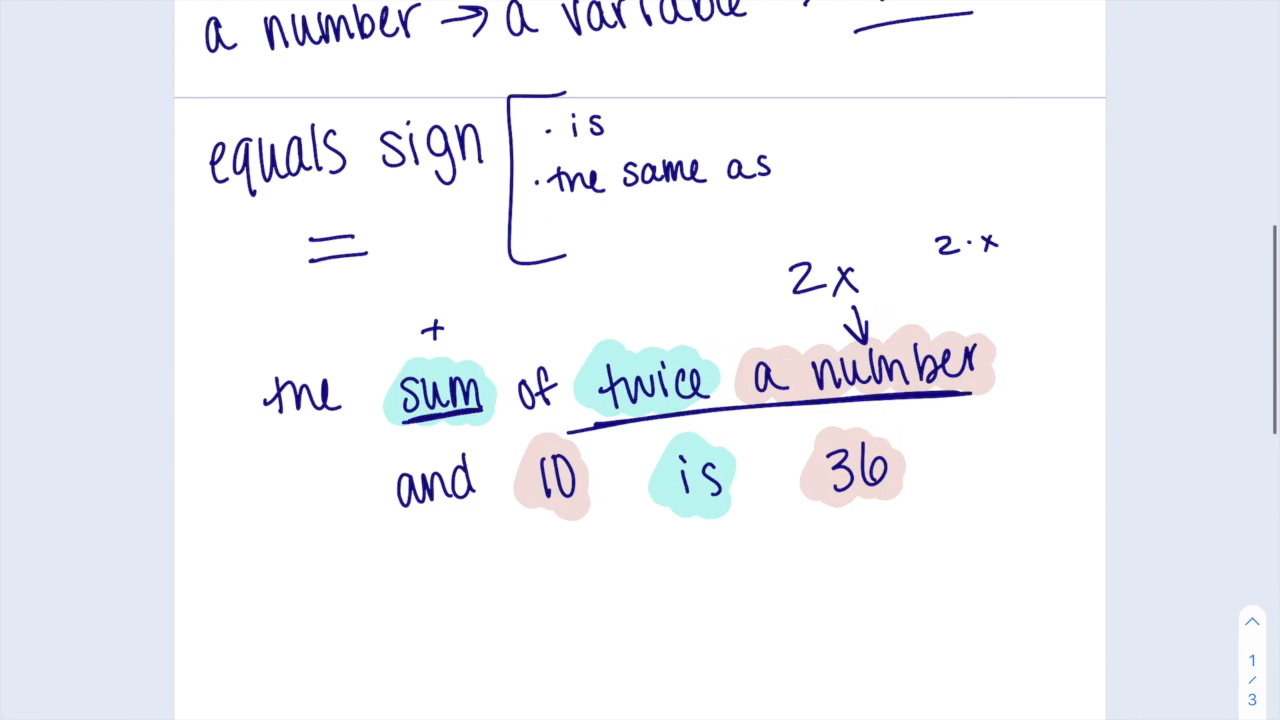 a number → a variable
equals sign
=
· is
· the same as
2 · x
2x
+
the sum of twice a number
and 10 is 36
1
/
3